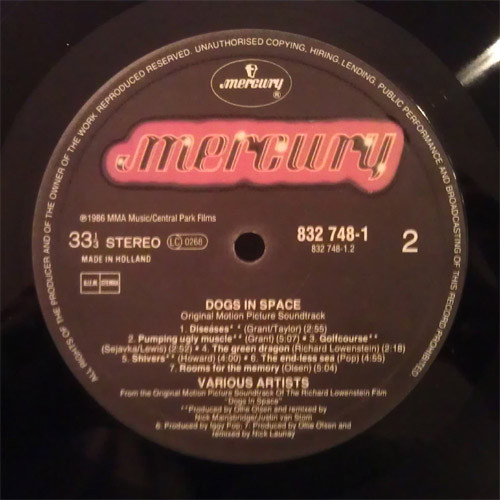 ALL RIGHTS OF THE PRODUCER AND OF THE OWNER OF THE WORK REPRODUCED RESERVED. UNAUTHORISED COPYING, HIRING, LENDING, PUBLIC PERFORMANCE AND BROADCASTING OF THIS RECORD PROHIBITED
mercury ®
mercury
℗1986 MMA Music/Central Park Films
33⅓ STEREO LC 0268
832 748-1 2
832 748-1.2
MADE IN HOLLAND
STEMRA
DOGS IN SPACE
Original Motion Picture Soundtrack
1. Diseases** (Grant/Taylor) (2:55)
2. Pumping ugly muscle** (Grant) (5:07) • 3. Golfcourse**
(Sejavka/Lewis) (2:52) • 4. The green dragon (Richard Lowenstein) (2:18)
5. Shivers** (Howard) (4:00) • 6. The end-less sea (Pop) (4:55)
7. Rooms for the memory (Olsen) (5:04)
VARIOUS ARTISTS
From the Original Motion Picture Soundtrack Of The Richard Lowenstein Film
"Dogs In Space"
**Produced by Ollie Olsen and remixed by
Nick Mainsbridge/Justin van Stom
6: Produced by Iggy Pop; 7: Produced by Ollie Olsen and
remixed by Nick Launay